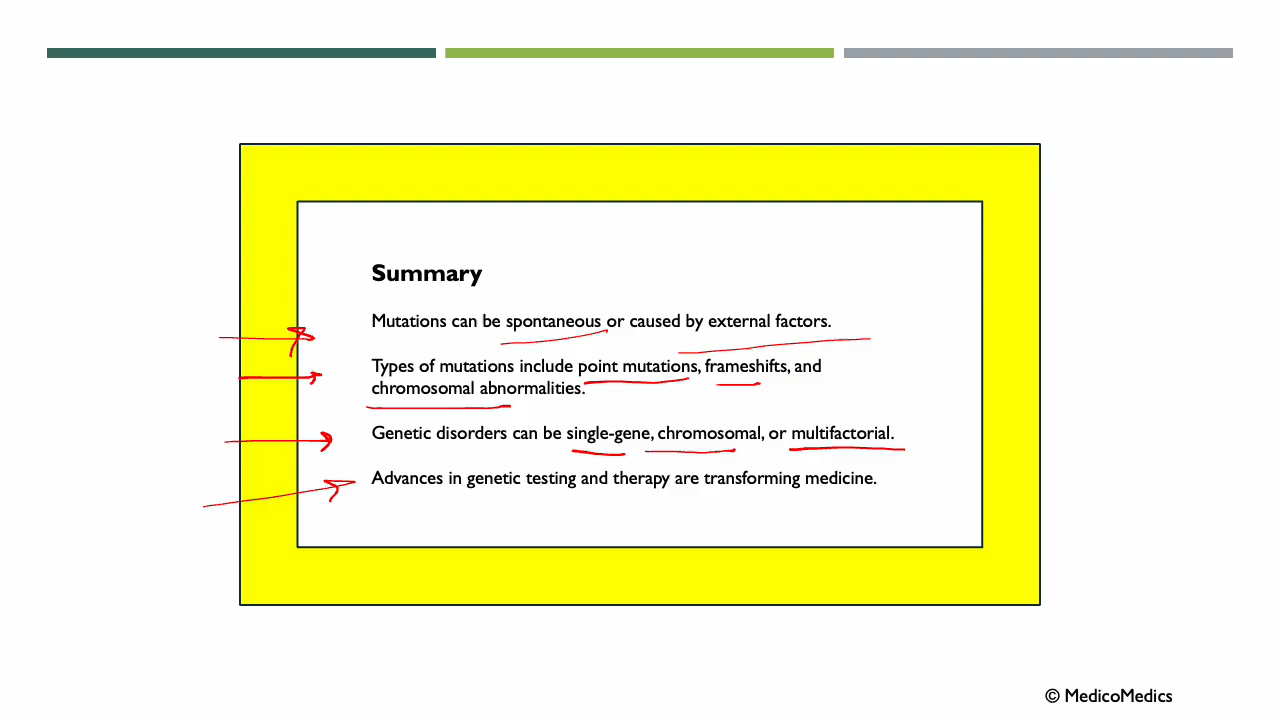 Summary
Mutations can be spontaneous or caused by external factors.
Types of mutations include point mutations, frameshifts, and
chromosomal abnormalities.
Genetic disorders can be single-gene, chromosomal, or multifactorial.
Advances in genetic testing and therapy are transforming medicine.
© MedicoMedics